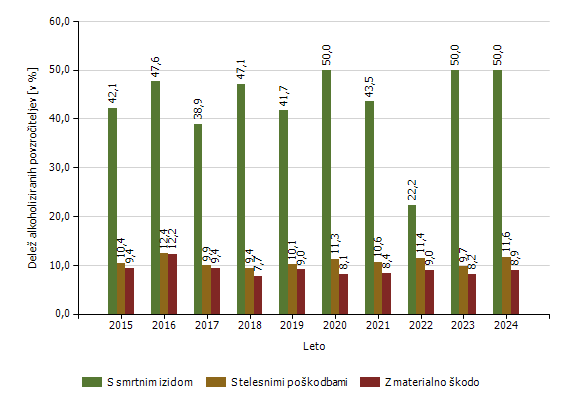 60,0
50,0
40,0
30,0
20,0
10,0
0,0
Delež alkoholiziranih povzročiteljev [v %]
42,1 10,4 9,4
47,6 12,4 12,2
38,9 9,9 9,4
47,1 9,4 7,7
41,7 10,1 9,0
50,0 11,3 8,1
43,5 10,6 8,4
22,2 11,4 9,0
50,0 9,7 8,2
50,0 11,6 8,9
2015 2016 2017 2018 2019 2020 2021 2022 2023 2024
Leto
S smrtnim izidom S telesnimi poškodbami Z materialno škodo